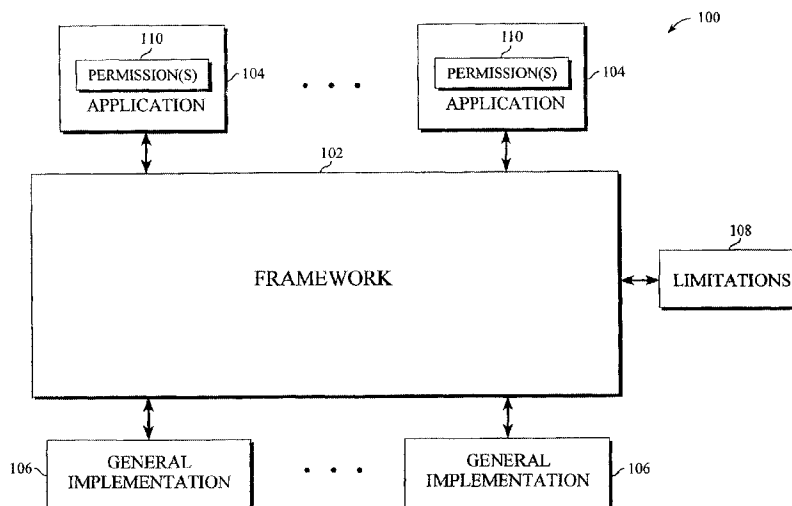 100
110
PERMISSION(S)
APPLICATION
104
110
PERMISSION(S)
APPLICATION
104
102
FRAMEWORK
108
LIMITATIONS
106
GENERAL
IMPLEMENTATION
GENERAL
IMPLEMENTATION
106